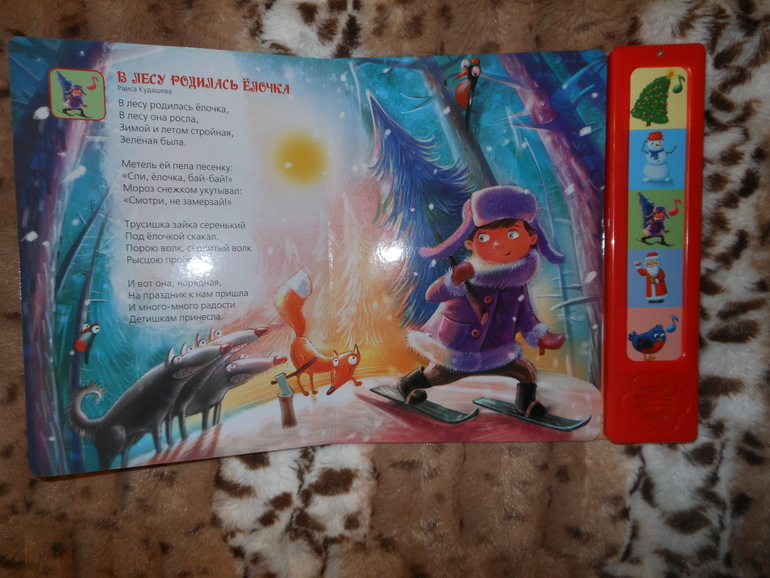 В ЛЕСУ РОДИЛАСЬ ЁЛОЧКА
Раиса Кудашева
В лесу родилась ёлочка,
В лесу она росла,
Зимой и летом стройная,
Зелёная была.
Метель ей пела песенку:
«Спи, ёлочка, бай-бай!»
Мороз снежком укутывал:
«Смотри, не замерзай!»
Трусишка зайка серенький
Под ёлочкой скакал.
Порою волк, сердитый волк
Рысцою
И вот она, нарядная,
На праздник к нам пришла
И много-много радости
Детишкам принесла.